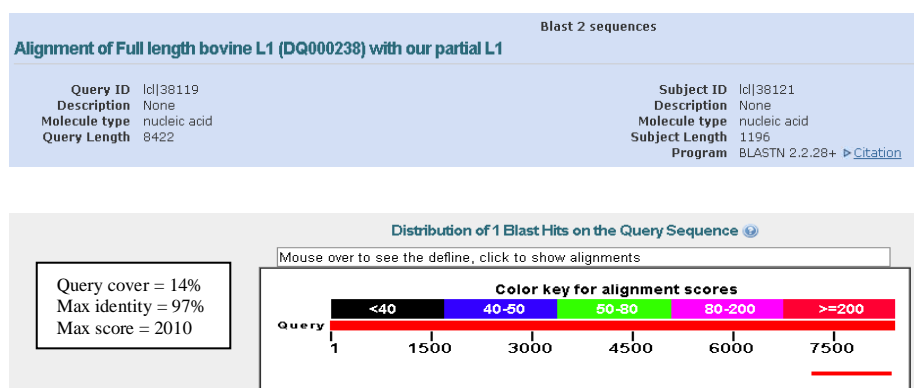 Blast 2 sequences
Alignment of Full length bovine L1 (DQ000238) with our partial L1
Query ID lcl|38119
Description None
Molecule type nucleic acid
Query Length 8422
Subject ID lcl|38121
Description None
Molecule type nucleic acid
Subject Length 1196
Program BLASTN 2.2.28+ Citation
Distribution of 1 Blast Hits on the Query Sequence
Mouse over to see the defline, click to show alignments
Query cover = 14%
Max identity = 97%
Max score = 2010
Color key for alignment scores
<40 40-50 50-80 80-200 >=200
Query
1 1500 3000 4500 6000 7500